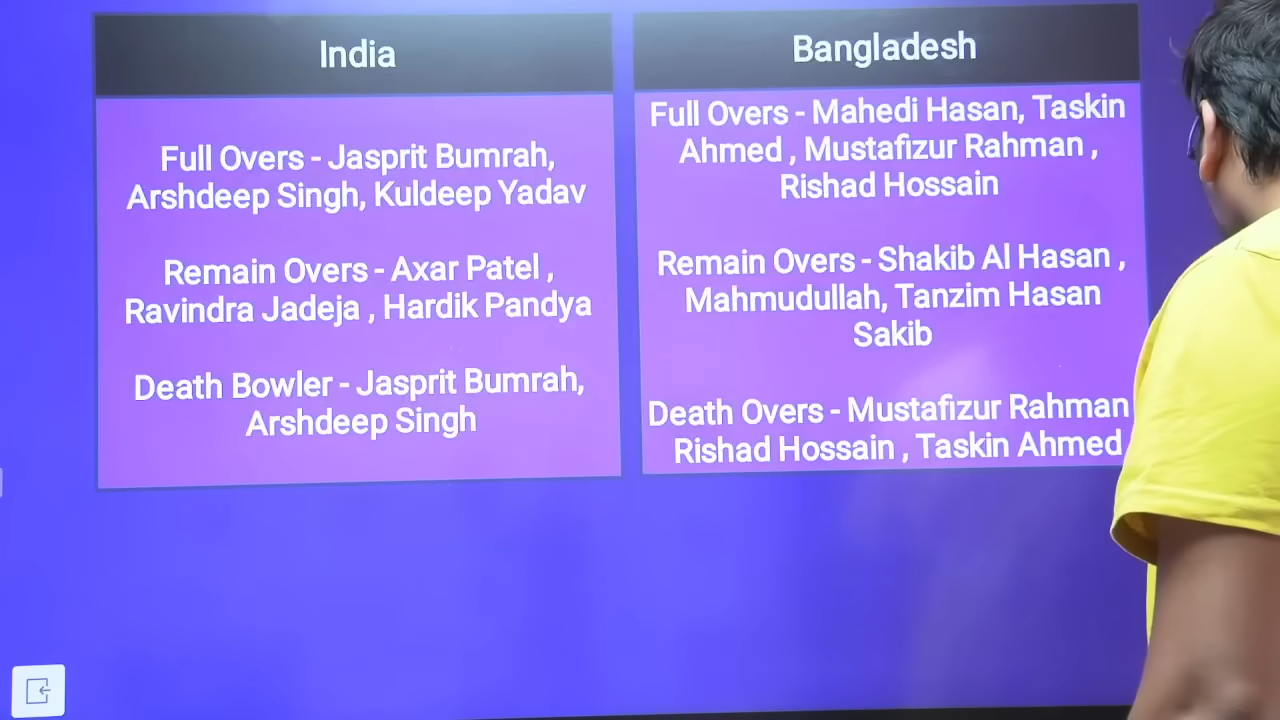 India
Full Overs - Jasprit Bumrah,
Arshdeep Singh, Kuldeep Yadav
Remain Overs - Axar Patel ,
Ravindra Jadeja , Hardik Pandya
Death Bowler - Jasprit Bumrah,
Arshdeep Singh
Bangladesh
Full Overs - Mahedi Hasan, Taskin
Ahmed , Mustafizur Rahman ,
Rishad Hossain
Remain Overs - Shakib Al Hasan ,
Mahmudullah, Tanzim Hasan
Sakib
Death Overs - Mustafizur Rahman
Rishad Hossain , Taskin Ahmed